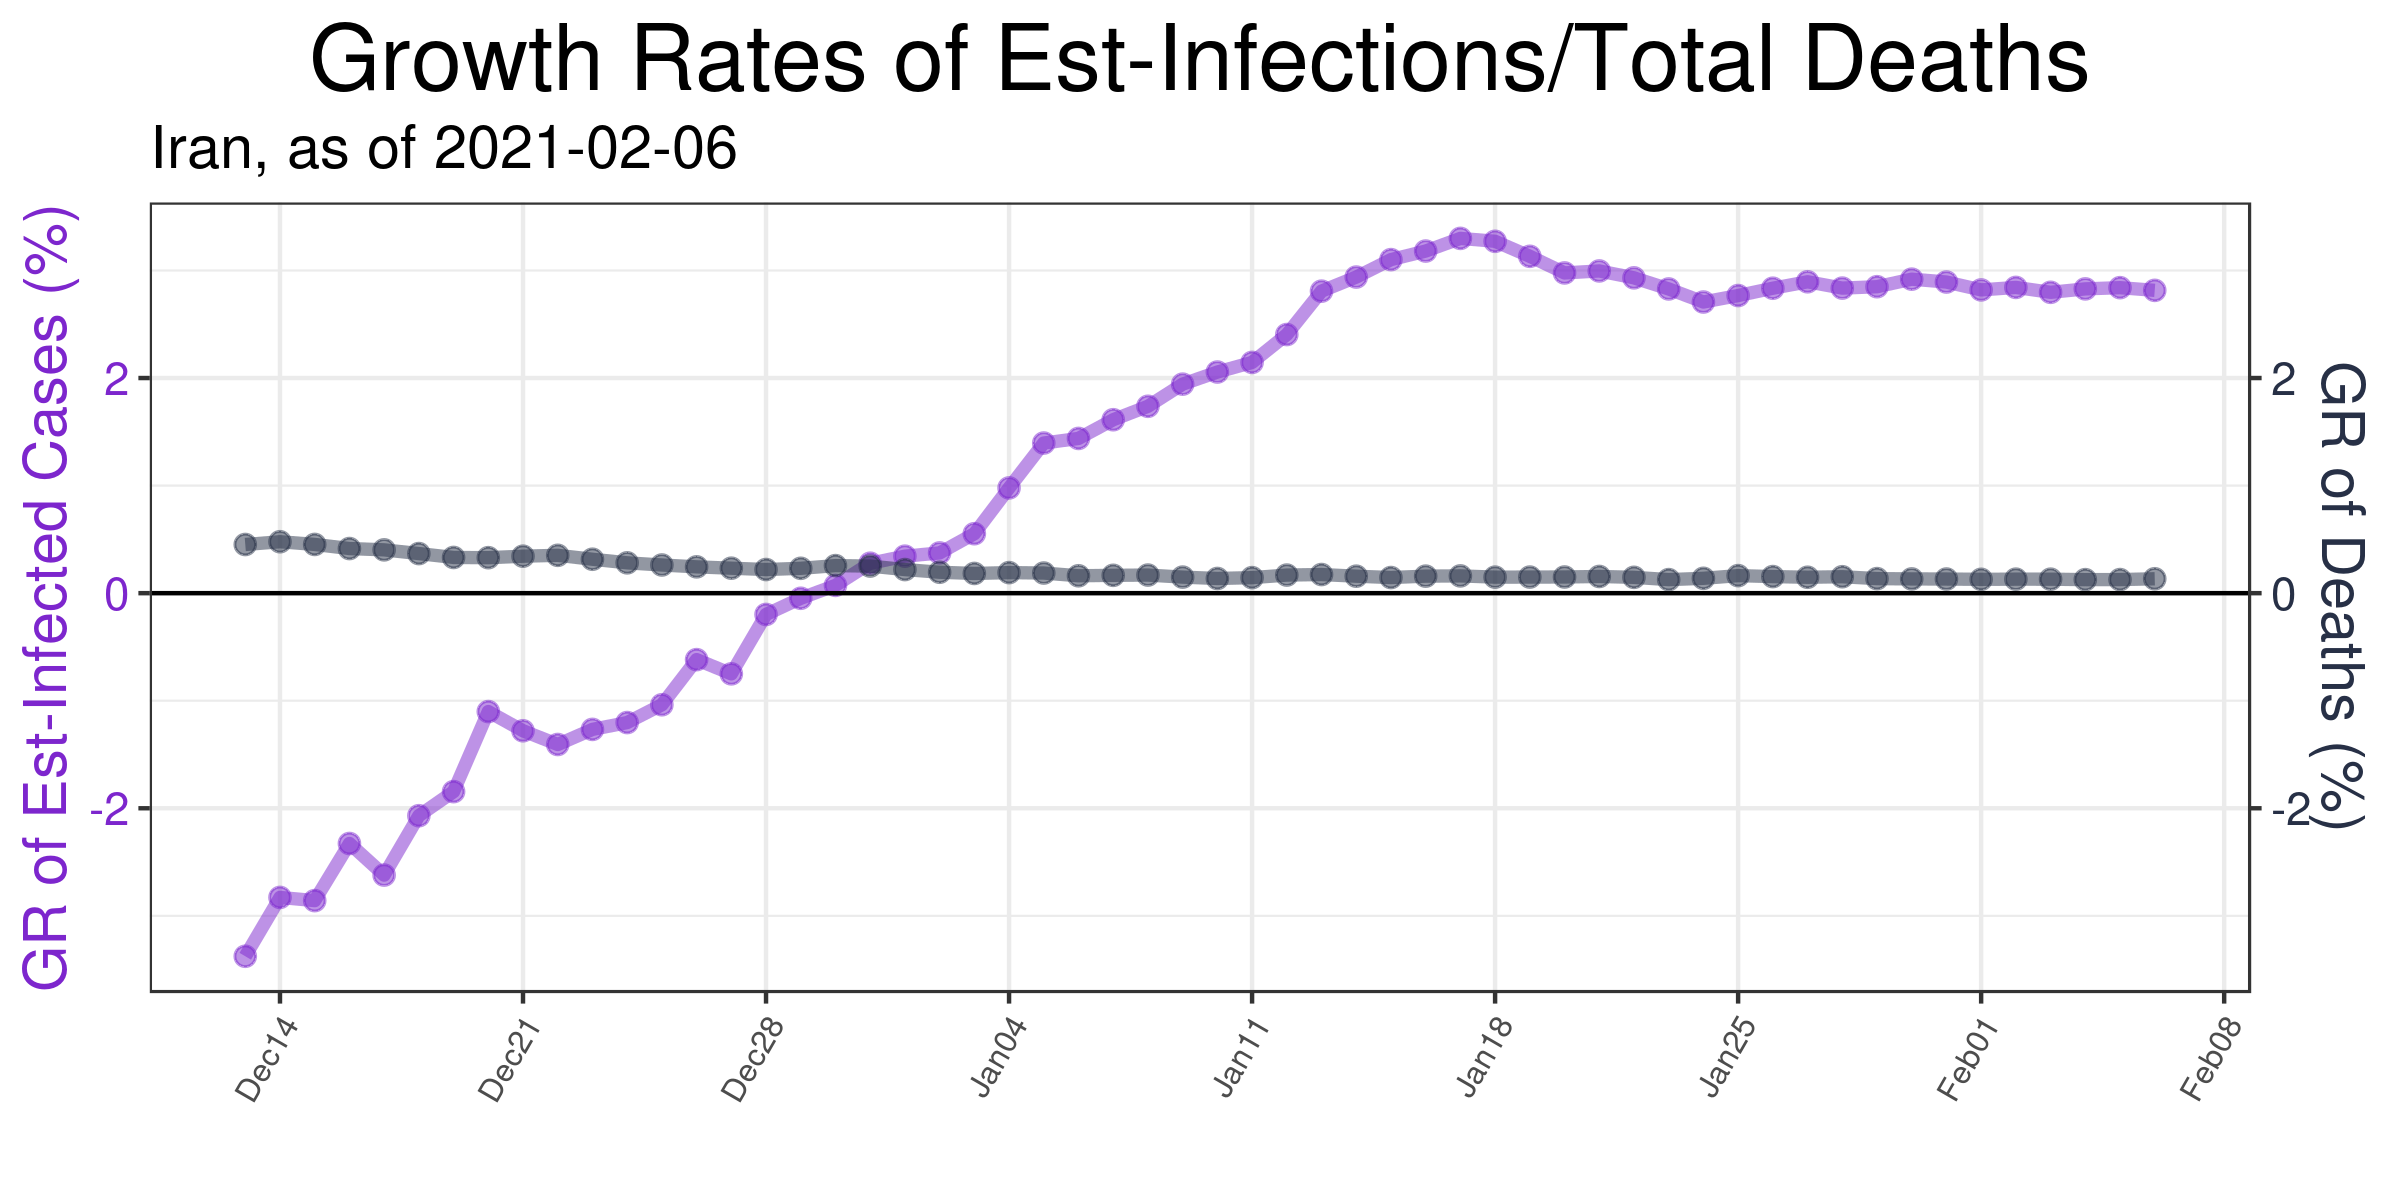 Growth Rates of Est-Infections/Total Deaths
Iran, as of 2021-02-06
GR of Est-Infected Cases (%)
2
0
-2
2
0
-2
GR of Deaths (%)
Dec14
Dec21
Dec28
Jan04
Jan11
Jan18
Jan25
Feb01
Feb08